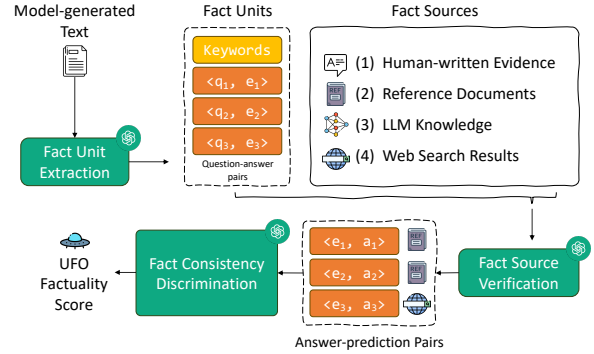 Model-generated
Text
Fact Units
Fact Sources
Keywords
<q₁, e₁>
<q₂, e₂>
<q₃, e₃>
Question-answer
pairs
(1) Human-written Evidence
(2) Reference Documents
(3) LLM Knowledge
(4) Web Search Results
Fact Unit
Extraction
UFO
Factuality
Score
Fact Consistency
Discrimination
<e₁, a₁>
REF
<e₂, a₂>
REF
<e₃, a₃>
Answer-prediction Pairs
Fact Source
Verification
A
REF